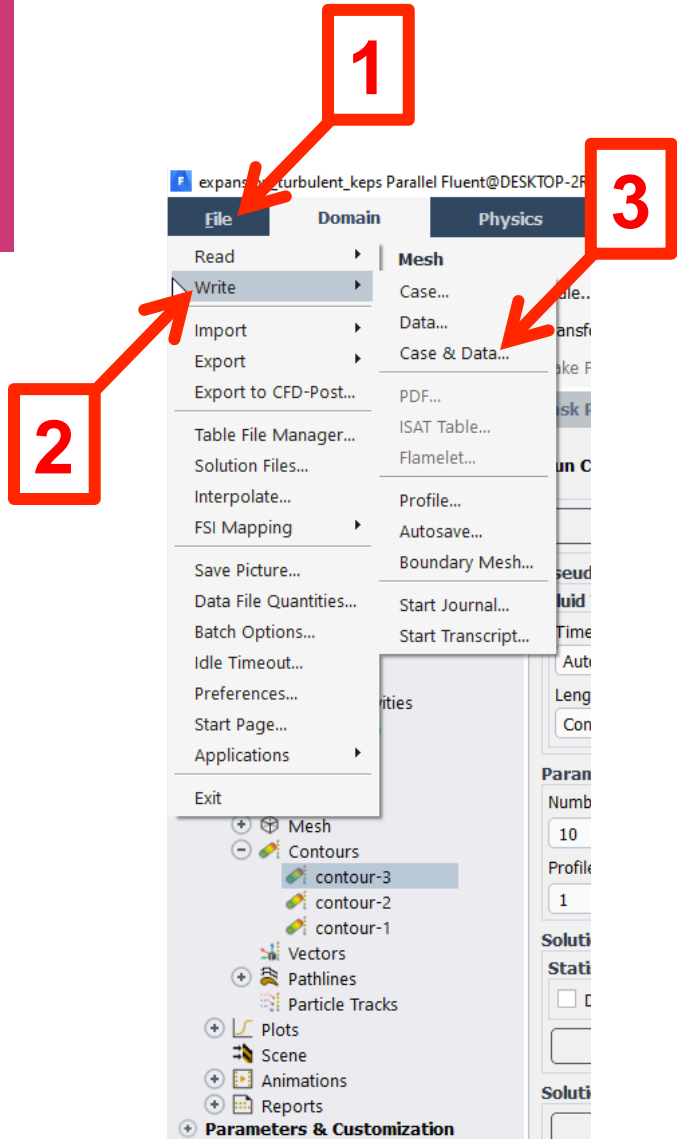 1
expansion_turbulent_keps Parallel Fluent@DESKTOP-2R
3
File Domain Physics
Read
Write
Import
Export
Export to CFD-Post...
Table File Manager...
Solution Files...
Interpolate...
FSI Mapping
Save Picture...
Data File Quantities...
Batch Options...
Idle Timeout...
Preferences...
Start Page...
Applications
Exit
2
Mesh
Case...
Data...
Case & Data...
PDF...
ISAT Table...
Flamelet...
Profile...
Autosave...
Boundary Mesh...
Start Journal...
Start Transcript...
Mesh
Contours
contour-3
contour-2
contour-1
Vectors
Pathlines
Particle Tracks
Plots
Scene
Animations
Reports
Parameters & Customization
10
1